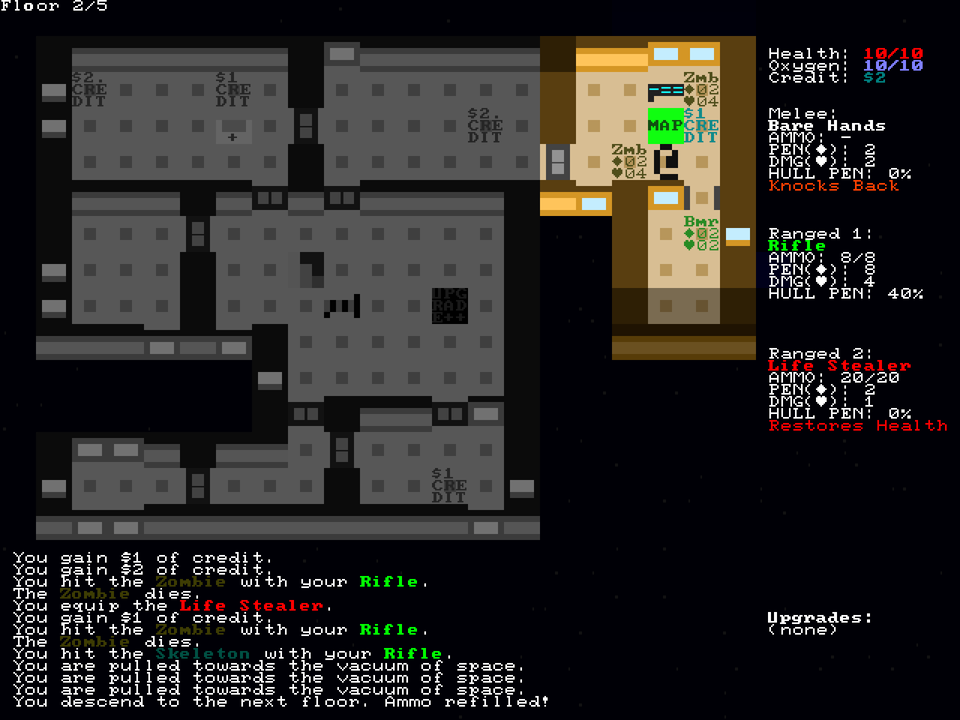 Floor 2/5
Health: 10/10
Oxygen: 10/10
Credit: $2
Melee:
Bare Hands
AMMO: -
PEN(♦): 2
DMG(♥): 2
HULL PEN: 0%
Knocks Back
Ranged 1:
Rifle
AMMO: 8/8
PEN(♦): 8
DMG(♥): 4
HULL PEN: 40%
Ranged 2:
Life Stealer
AMMO: 20/20
PEN(♦): 2
DMG(♥): 1
HULL PEN: 0%
Restores Health
Upgrades:
(none)
$2.
CRE
DIT
$1
CRE
DIT
+
$2.
CRE
DIT
Zmb
♦02
♥04
MAP
$1
CRE
DIT
Zmb
♦02
♥04
Bmr
♦02
♥02
UPG
RAD
E++
$1
CRE
DIT
You gain $1 of credit.
You gain $2 of credit.
You hit the Zombie with your Rifle.
The Zombie dies.
You equip the Life Stealer.
You gain $1 of credit.
You hit the Zombie with your Rifle.
The Zombie dies.
You hit the Skeleton with your Rifle.
You are pulled towards the vacuum of space.
You are pulled towards the vacuum of space.
You are pulled towards the vacuum of space.
You descend to the next floor. Ammo refilled!